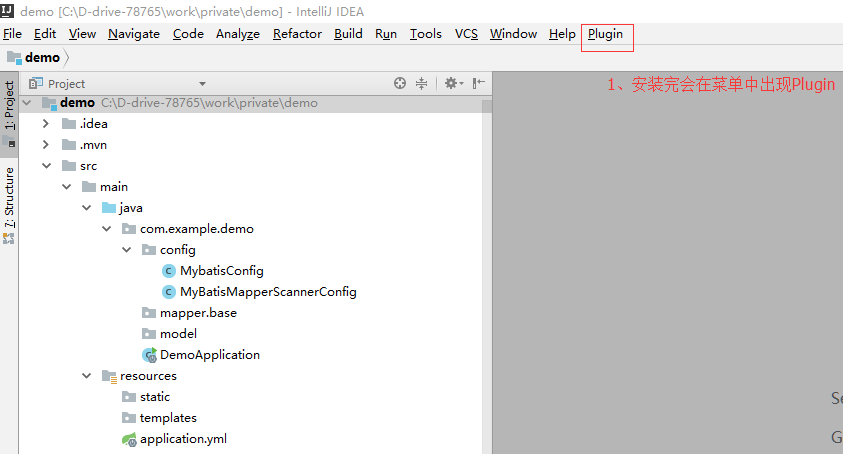 demo [C:\D-drive-78765\work\private\demo] - IntelliJ IDEA
File Edit View Navigate Code Analyze Refactor Build Run Tools VCS Window Help Plugin
demo
1: Project
7: Structure
Project
demo C:\D-drive-78765\work\private\demo
.idea
.mvn
src
main
java
com.example.demo
config
MybatisConfig
MyBatisMapperScannerConfig
mapper.base
model
DemoApplication
resources
static
templates
application.yml
1、安装完会在菜单中出现Plugin
Se
G